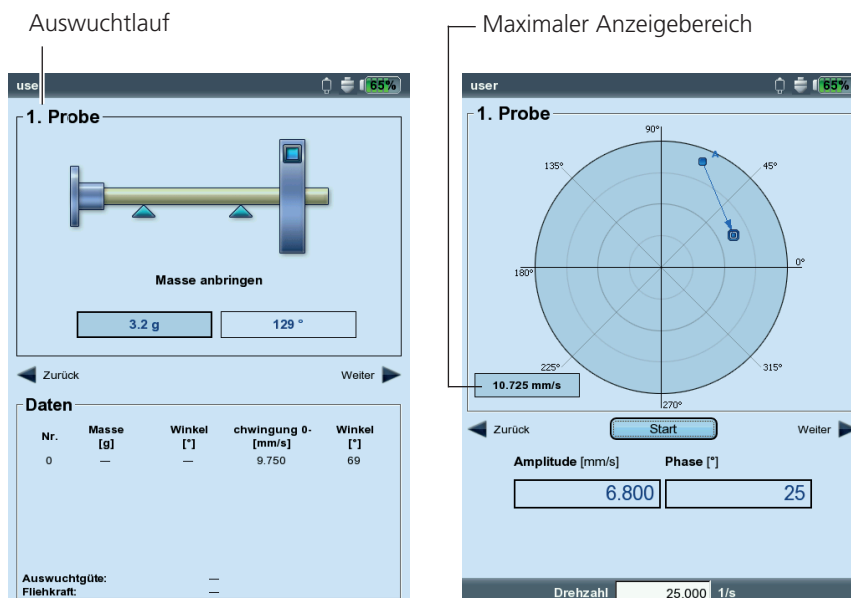 Auswuchtlauf
Maximaler Anzeigebereich
use
65%
1. Probe
Masse anbringen
3.2 g
129 °
Zurück
Weiter
Daten
Nr.
Masse [g]
Winkel [°]
chwingung 0- [mm/s]
Winkel [°]
0 — — 9.750 69
Auswuchtgüte: —
Fliehkraft: —
user
65%
1. Probe
90°
135°
45°
A
180°
0°
225°
315°
270°
10.725 mm/s
Zurück
Start
Weiter
Amplitude [mm/s]
Phase [°]
6.800
25
Drehzahl 25.000 1/s